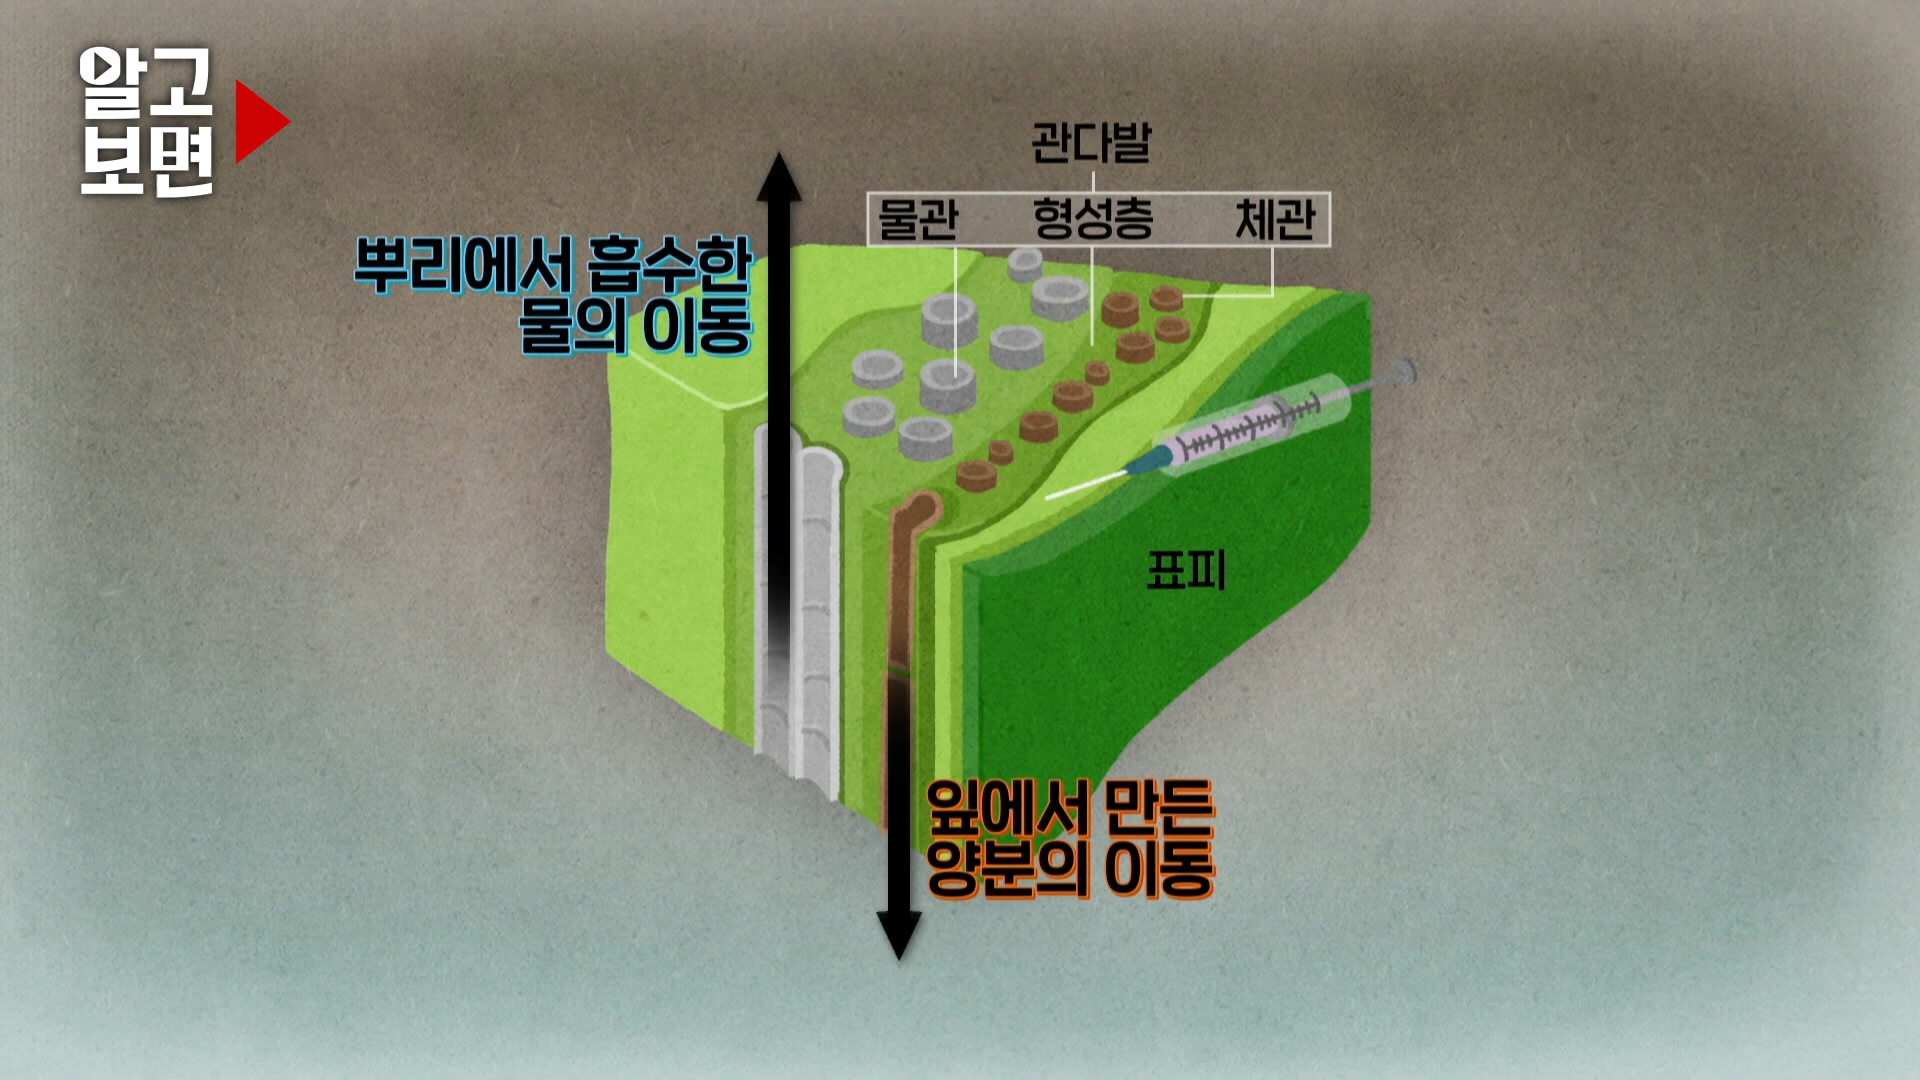 알고
보면
관다발
물관 형성층 체관
뿌리에서 흡수한
물의 이동
표피
잎에서 만든
양분의 이동